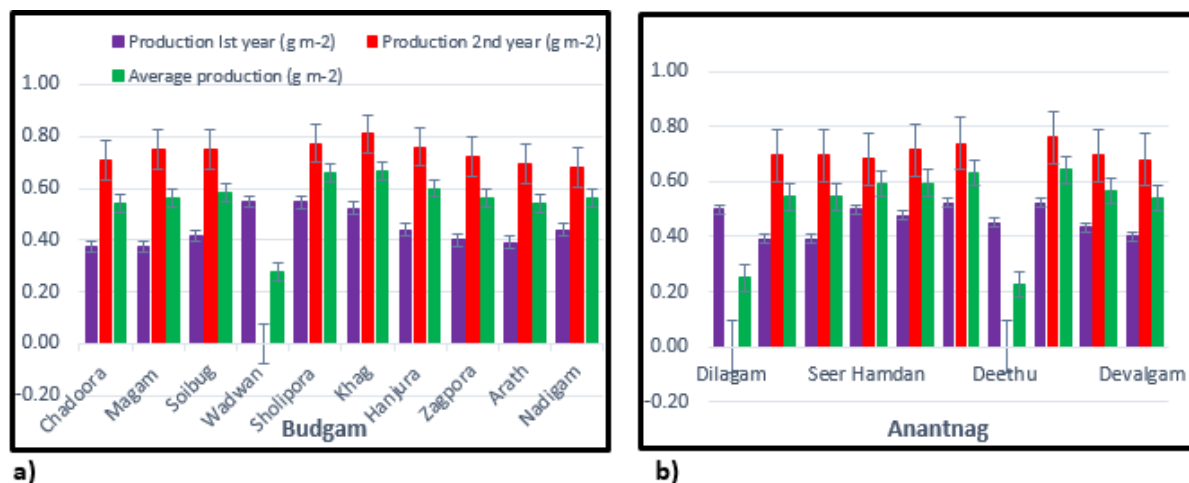 Production Ist year (g m-2) Production 2nd year (g m-2)
Average production (g m-2)
1.00
0.80
0.60
0.40
0.20
0.00
-0.20
Chadoora
Magam
Soibug
Wadwan
Sholipora
Khag
Hanjura
Zagpora
Arath
Nadigam
Budgam
a)
1.00
0.80
0.60
0.40
0.20
0.00
-0.20
Dilagam Seer Hamdan Deethu Devalgam
Anantnag
b)